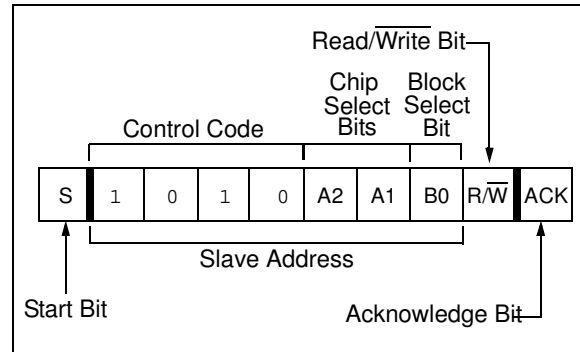 Read/Write Bit
Chip Select Bits
Block Select Bit
Control Code
S 1 0 1 0 A2 A1 B0 R/W ACK
Slave Address
Start Bit
Acknowledge Bit